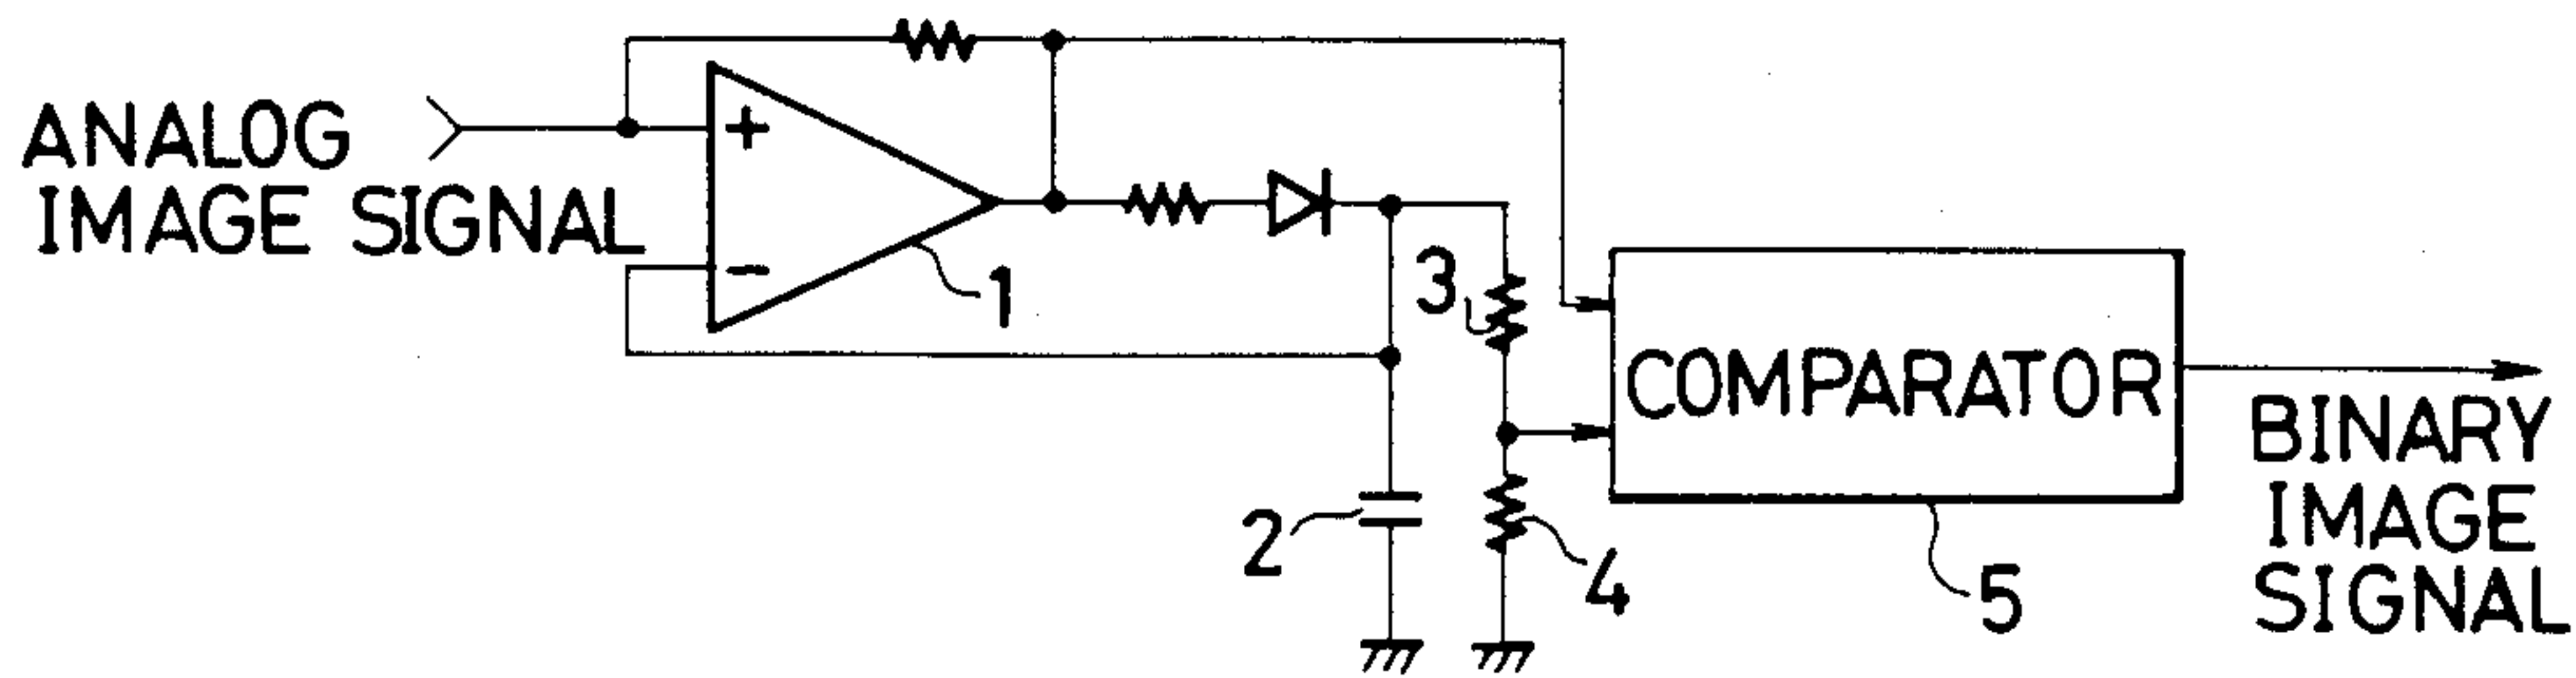 ANALOG
IMAGE SIGNAL
+
-
1
2
3
4
COMPARATOR
5
BINARY
IMAGE
SIGNAL